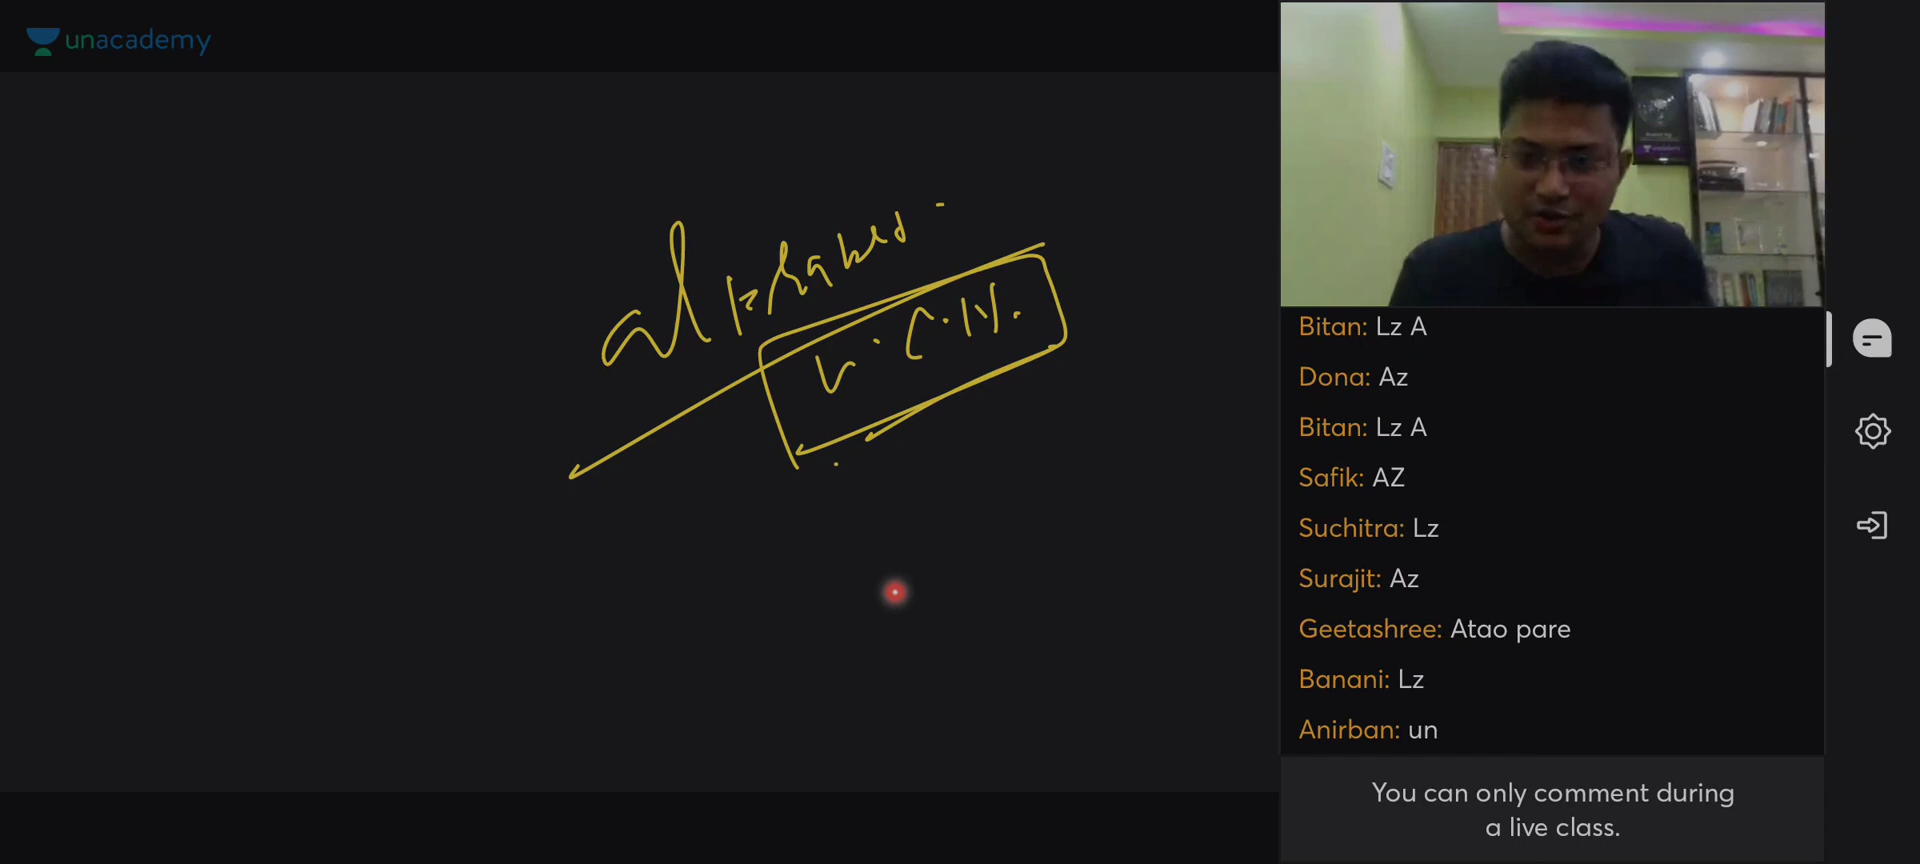 unacademy
Bitan: Lz A
Dona: Az
Bitan: Lz A
Safik: AZ
Suchitra: Lz
Surajit: Az
Geetashree: Atao pare
Banani: Lz
Anirban: un
You can only comment during
a live class.